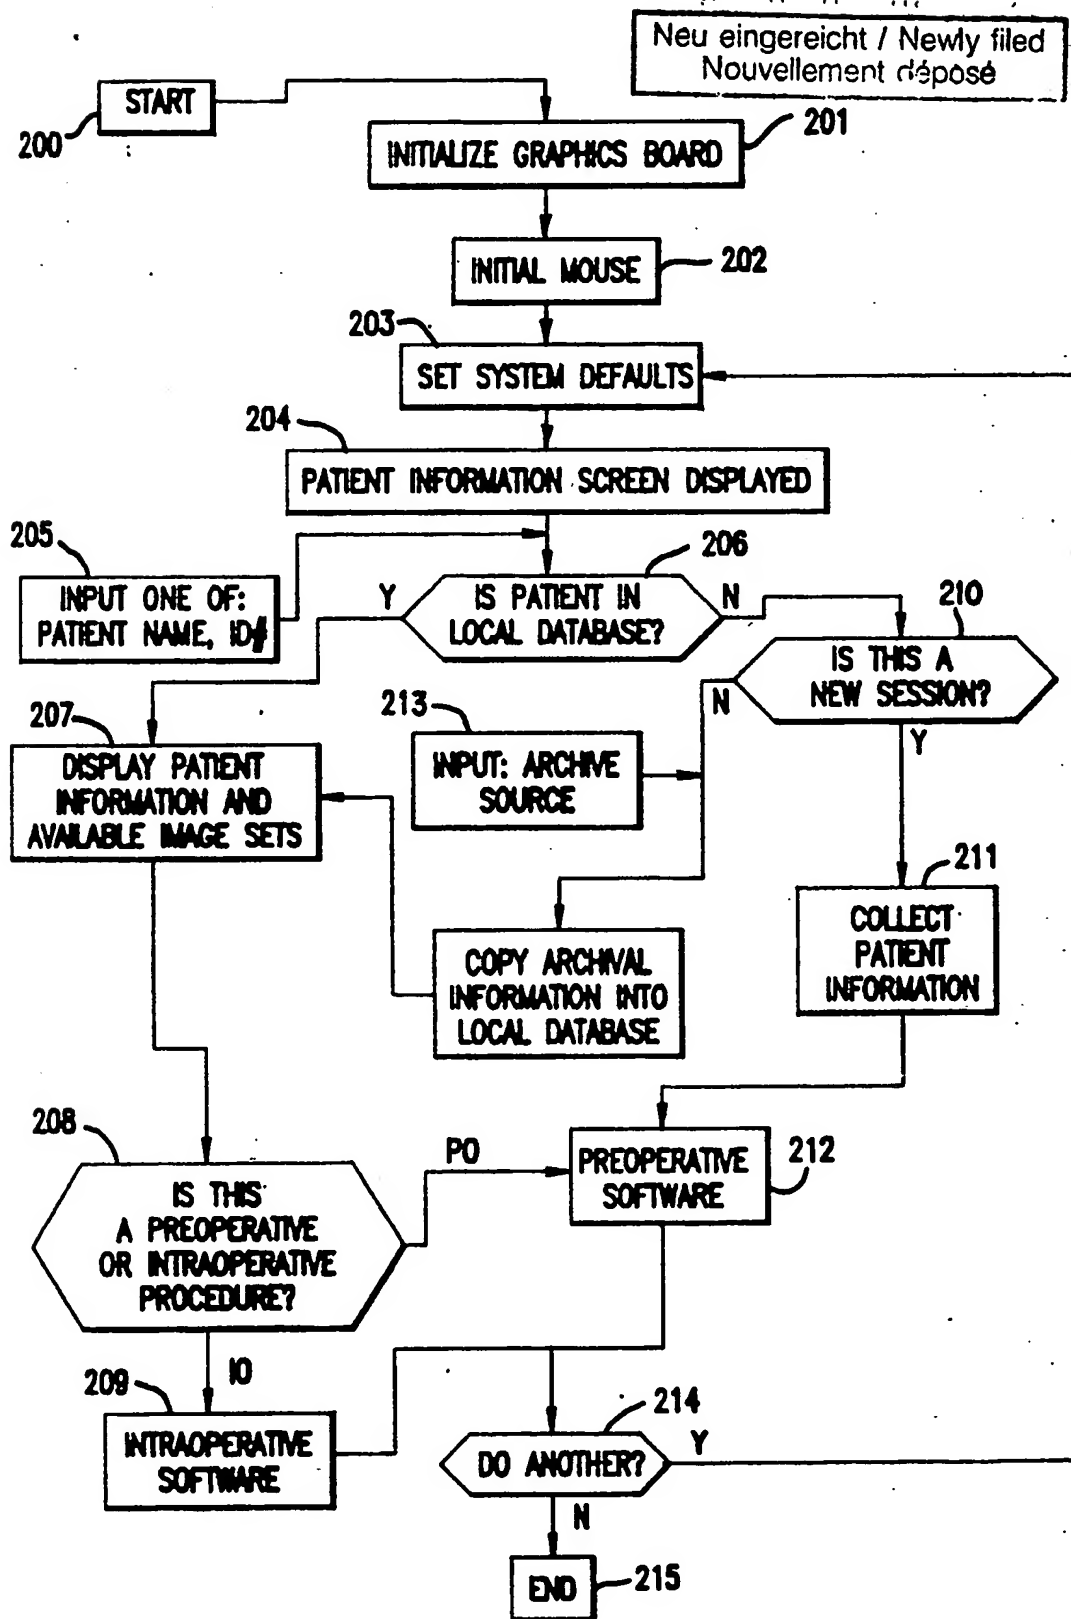 Neu eingereicht / Newly filed
Nouvellement déposé
START
200
INITIALIZE GRAPHICS BOARD
201
INITIAL MOUSE
202
203
SET SYSTEM DEFAULTS
204
PATIENT INFORMATION SCREEN DISPLAYED
205
INPUT ONE OF:
PATIENT NAME, ID#
206
Y
IS PATIENT IN
LOCAL DATABASE?
N
210
IS THIS A
NEW SESSION?
N
Y
207
DISPLAY PATIENT
INFORMATION AND
AVAILABLE IMAGE SETS
213
INPUT: ARCHIVE
SOURCE
211
COLLECT
PATIENT
INFORMATION
COPY ARCHIVAL
INFORMATION INTO
LOCAL DATABASE
208
IS THIS
A PREOPERATIVE
OR INTRAOPERATIVE
PROCEDURE?
PO
PREOPERATIVE
SOFTWARE
212
IO
209
INTRAOPERATIVE
SOFTWARE
214
DO ANOTHER?
Y
N
END
215